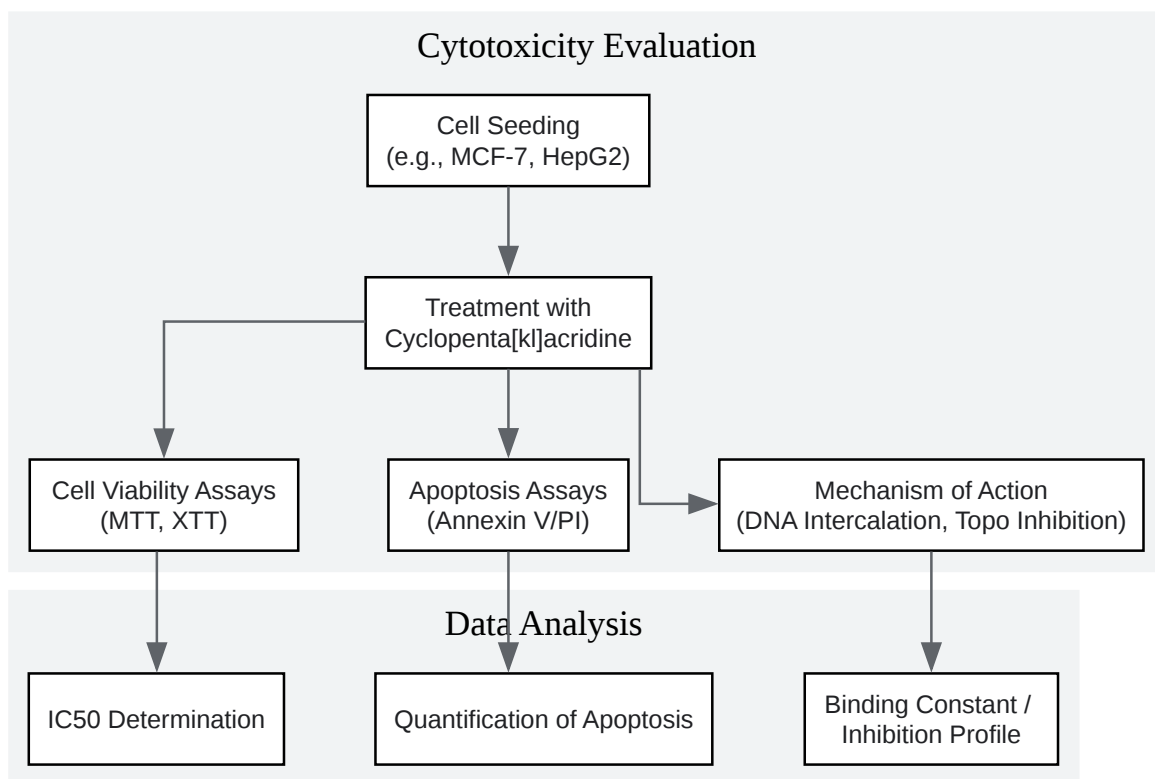 Cytotoxicity Evaluation
Cell Seeding
(e.g., MCF-7, HepG2)
Treatment with
Cyclopenta[kl]acridine
Cell Viability Assays
(MTT, XTT)
Apoptosis Assays
(Annexin V/PI)
Mechanism of Action
(DNA Intercalation, Topo Inhibition)
Data Analysis
IC50 Determination
Quantification of Apoptosis
Binding Constant /
Inhibition Profile